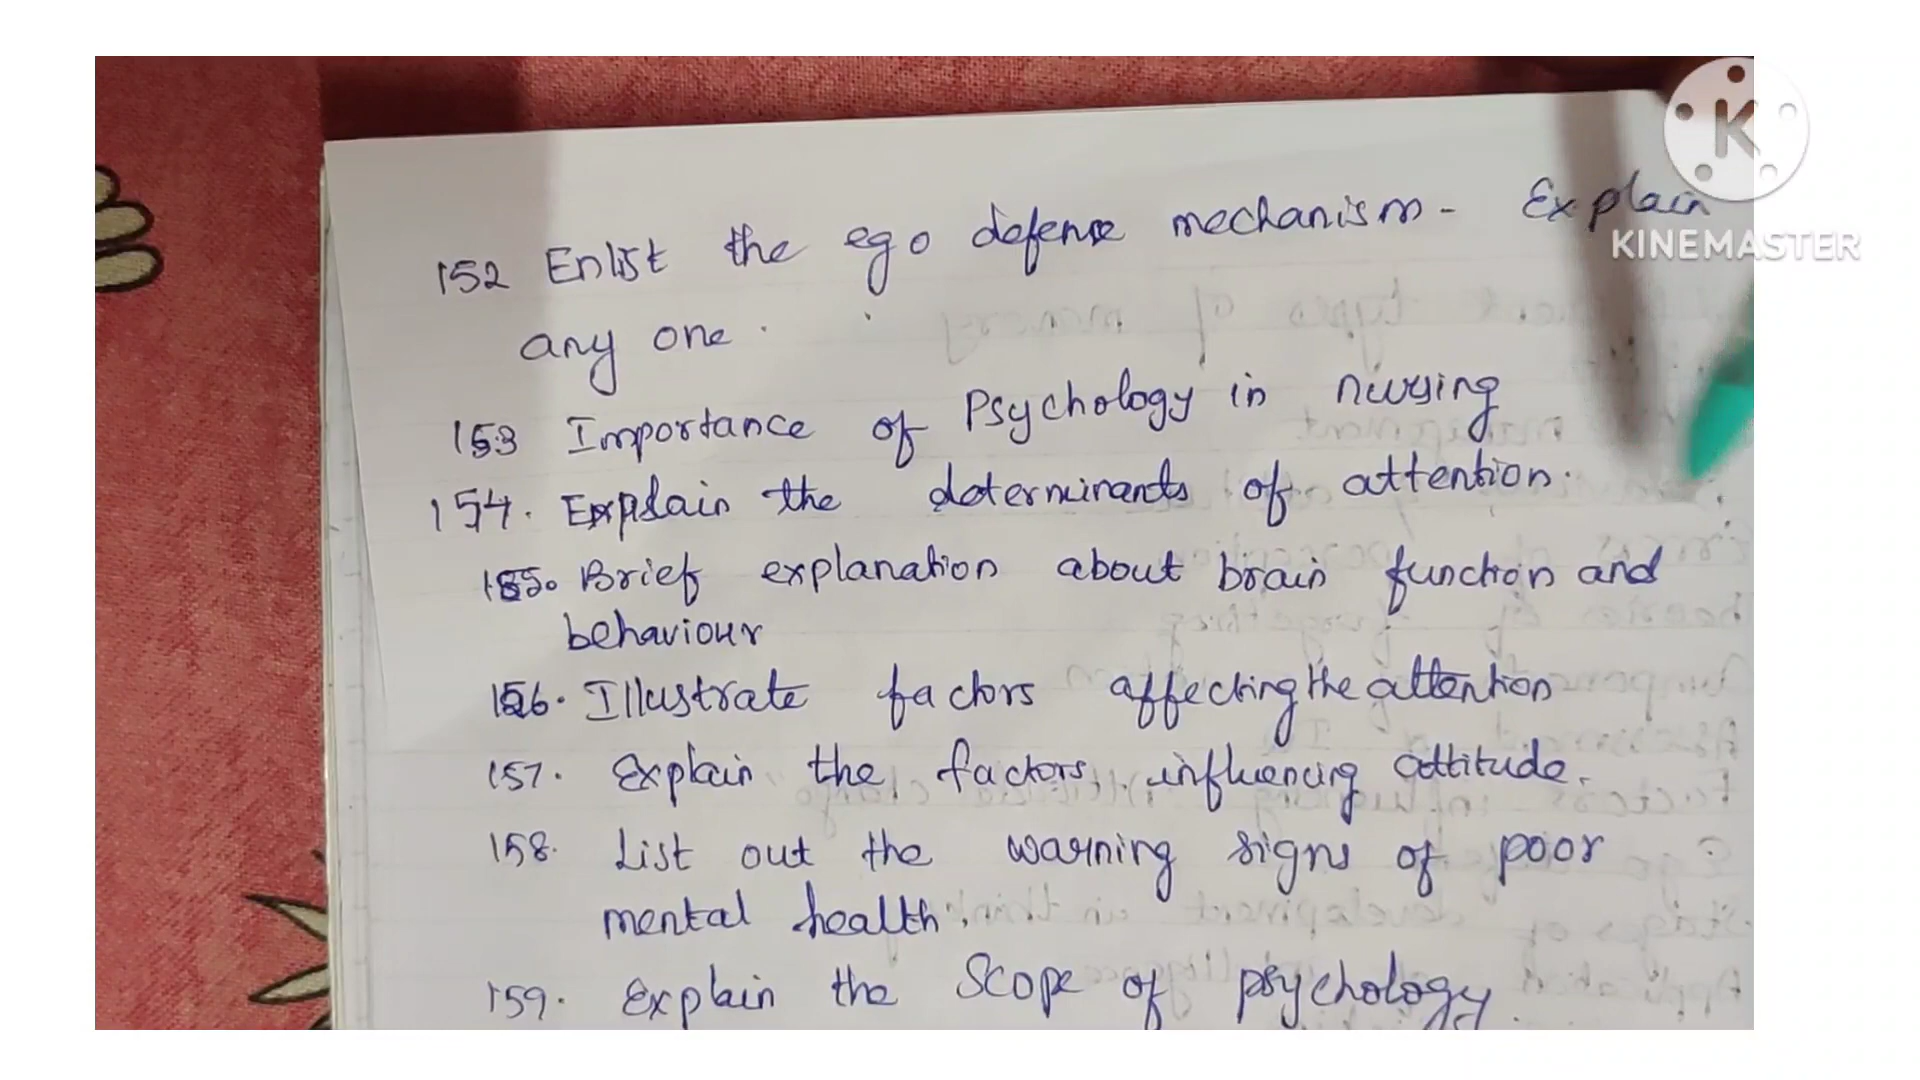 K
KINEMASTER
152 Enlist the ego defense mechanism - Explain
any one.
153 Importance of Psychology in nursing
154. Explain the determinants of attention.
155. Brief explanation about brain function and
behaviour
156. Illustrate factors affecting the attention
157. Explain the factors influencing attitude.
158. List out the warning signs of poor
mental health.
159. Explain the Scope of psychology